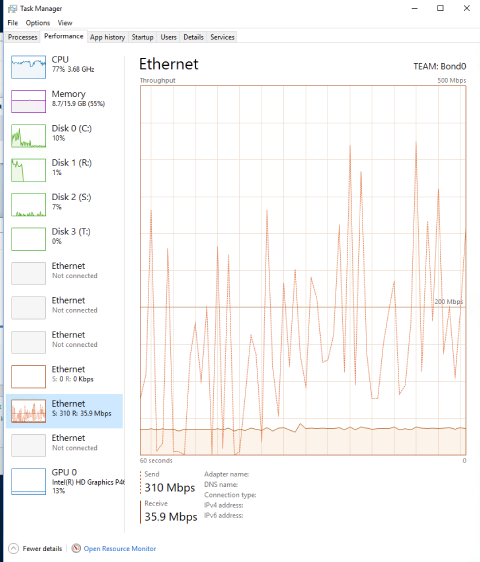 Task Manager
File Options View
Processes Performance App history Startup Users Details Services
CPU
77% 3.68 GHz
Memory
8.7/15.9 GB (55%)
Disk 0 (C:)
10%
Disk 1 (R:)
1%
Disk 2 (S:)
7%
Disk 3 (T:)
0%
Ethernet
Not connected
Ethernet
Not connected
Ethernet
Not connected
Ethernet
S: 0 R: 0 Kbps
Ethernet
S: 310 R: 35.9 Mbps
Ethernet
Not connected
GPU 0
Intel(R) HD Graphics P46
13%
Ethernet
TEAM: Bond0
Throughput
500 Mbps
200 Mbps
60 seconds
0
Send
310 Mbps
Receive
35.9 Mbps
Adapter name:
DNS name:
Connection type:
IPv4 address:
IPv6 address:
Fewer details
Open Resource Monitor